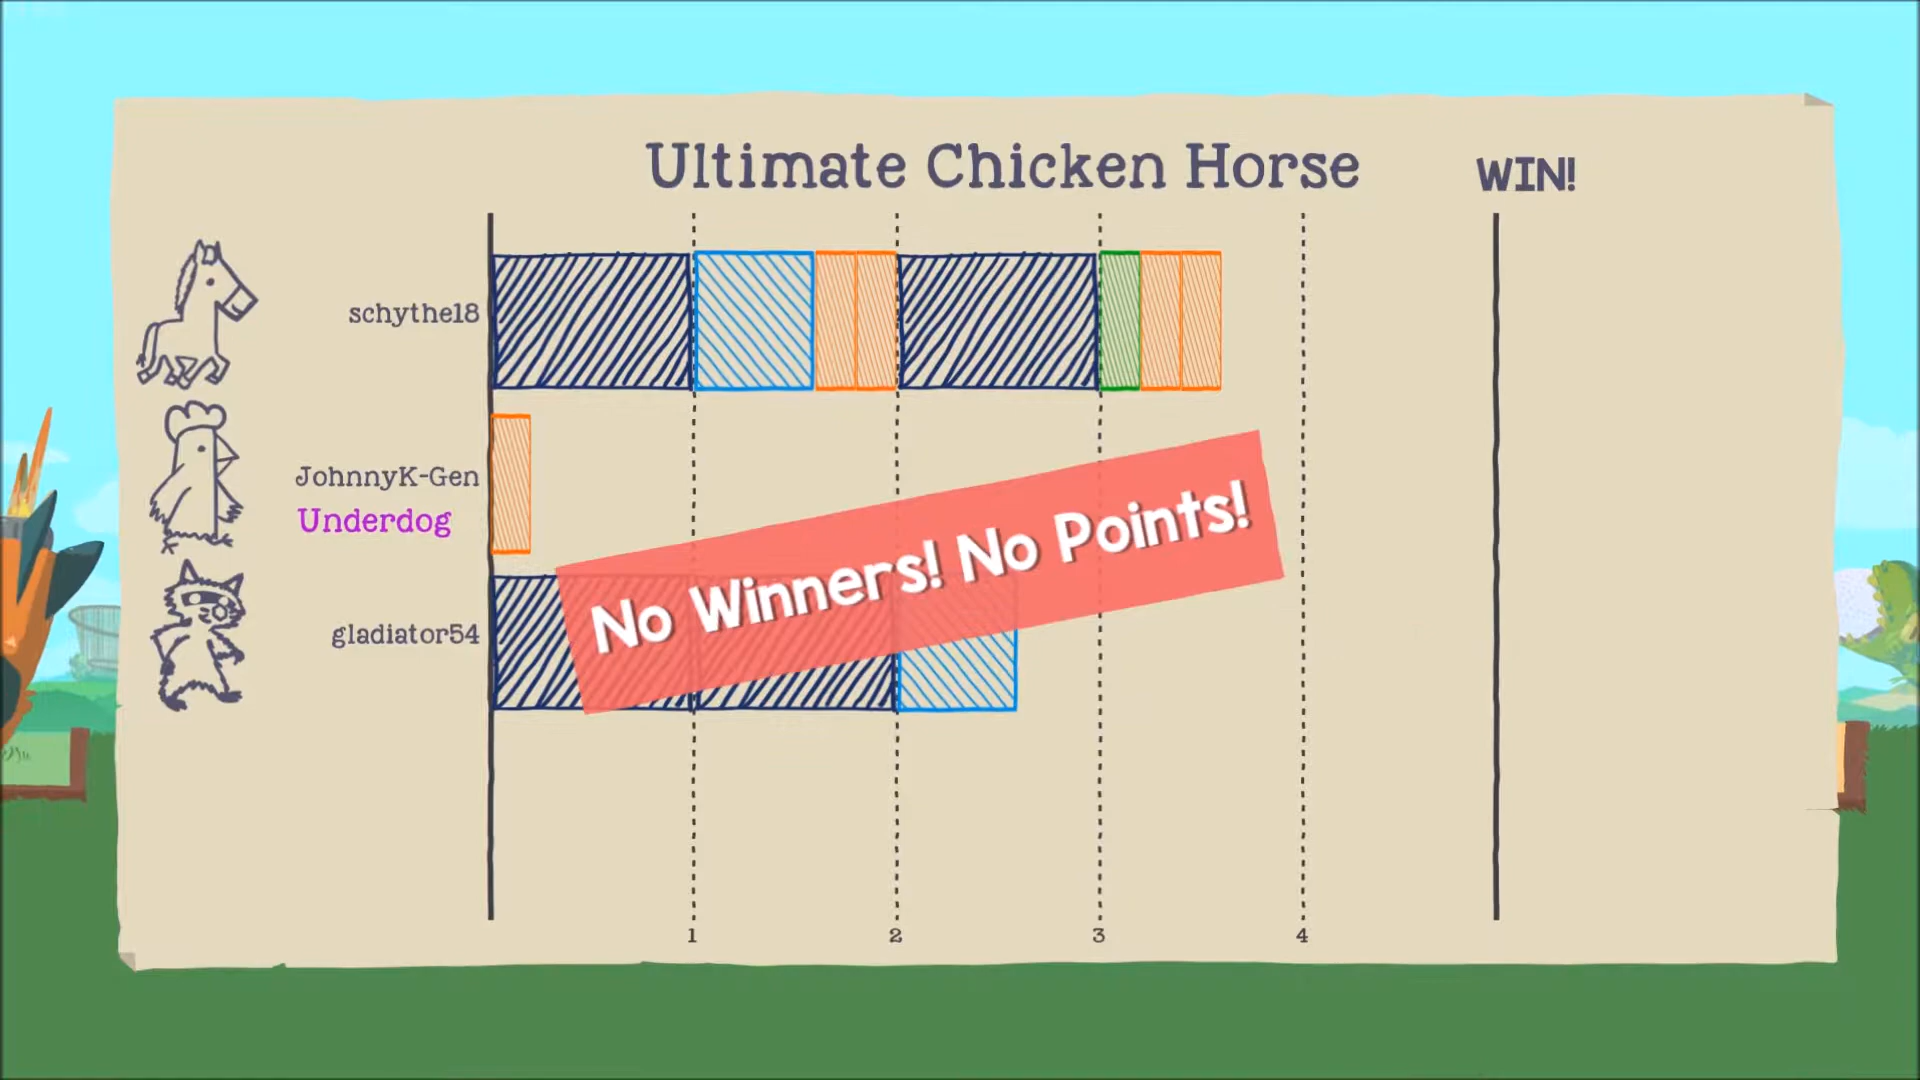 Ultimate Chicken Horse
WIN!
schythe18
JohnnyK-Gen
Underdog
No Winners! No Points!
gladiator54
1 2 3 4